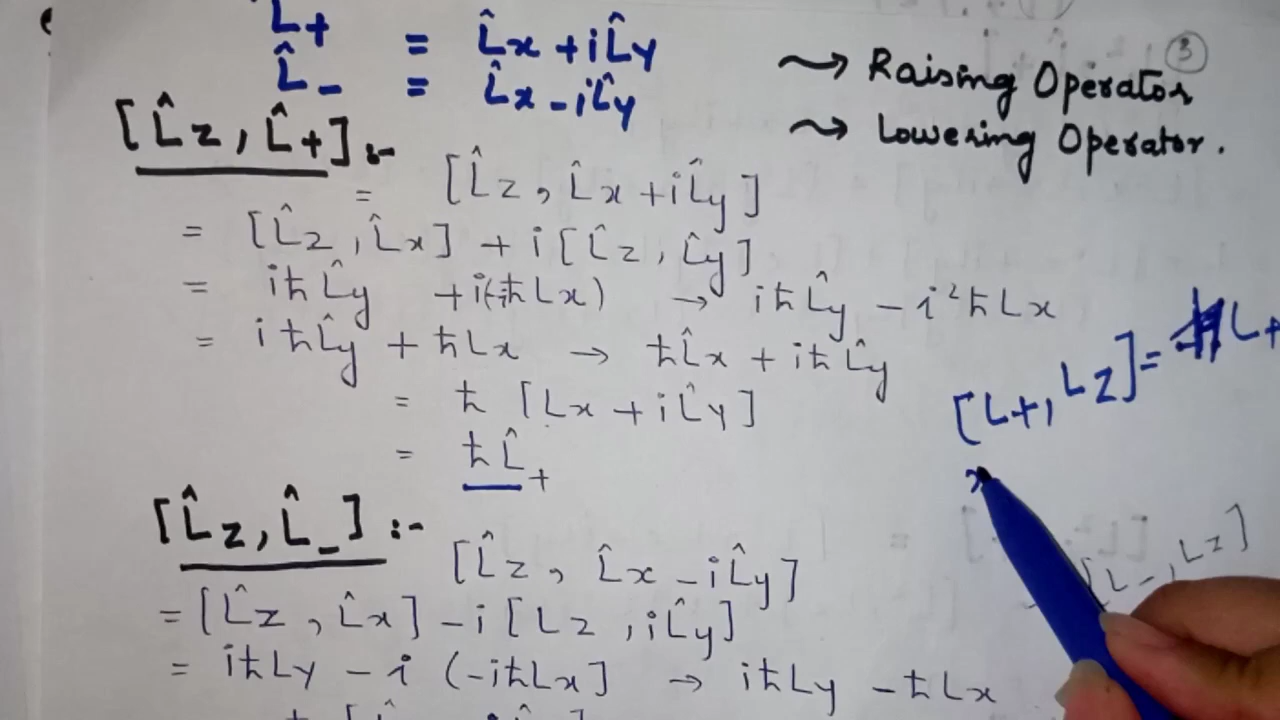 L̂+ = L̂x + iL̂y ⇝ Raising Operator
L̂- = L̂x - iL̂y ⇝ Lowering Operator.
3
[L̂z, L̂+] :-
= [L̂z, L̂x + iL̂y]
= [L̂z, L̂x] + i[L̂z, L̂y]
= iħL̂y + i(-iħLx) → iħL̂y - i²ħLx
= iħL̂y + ħLx → ħL̂x + iħL̂y
= ħ [Lx + iL̂y]
= ħL̂+
[L+, Lz] = L+
[L̂z, L̂-] :-
[L̂z, L̂x - iL̂y]
= [L̂z, L̂x] - i[Lz, iL̂y]
= iħLy - i (-iħLx] → iħLy - ħLx
[L-, Lz]